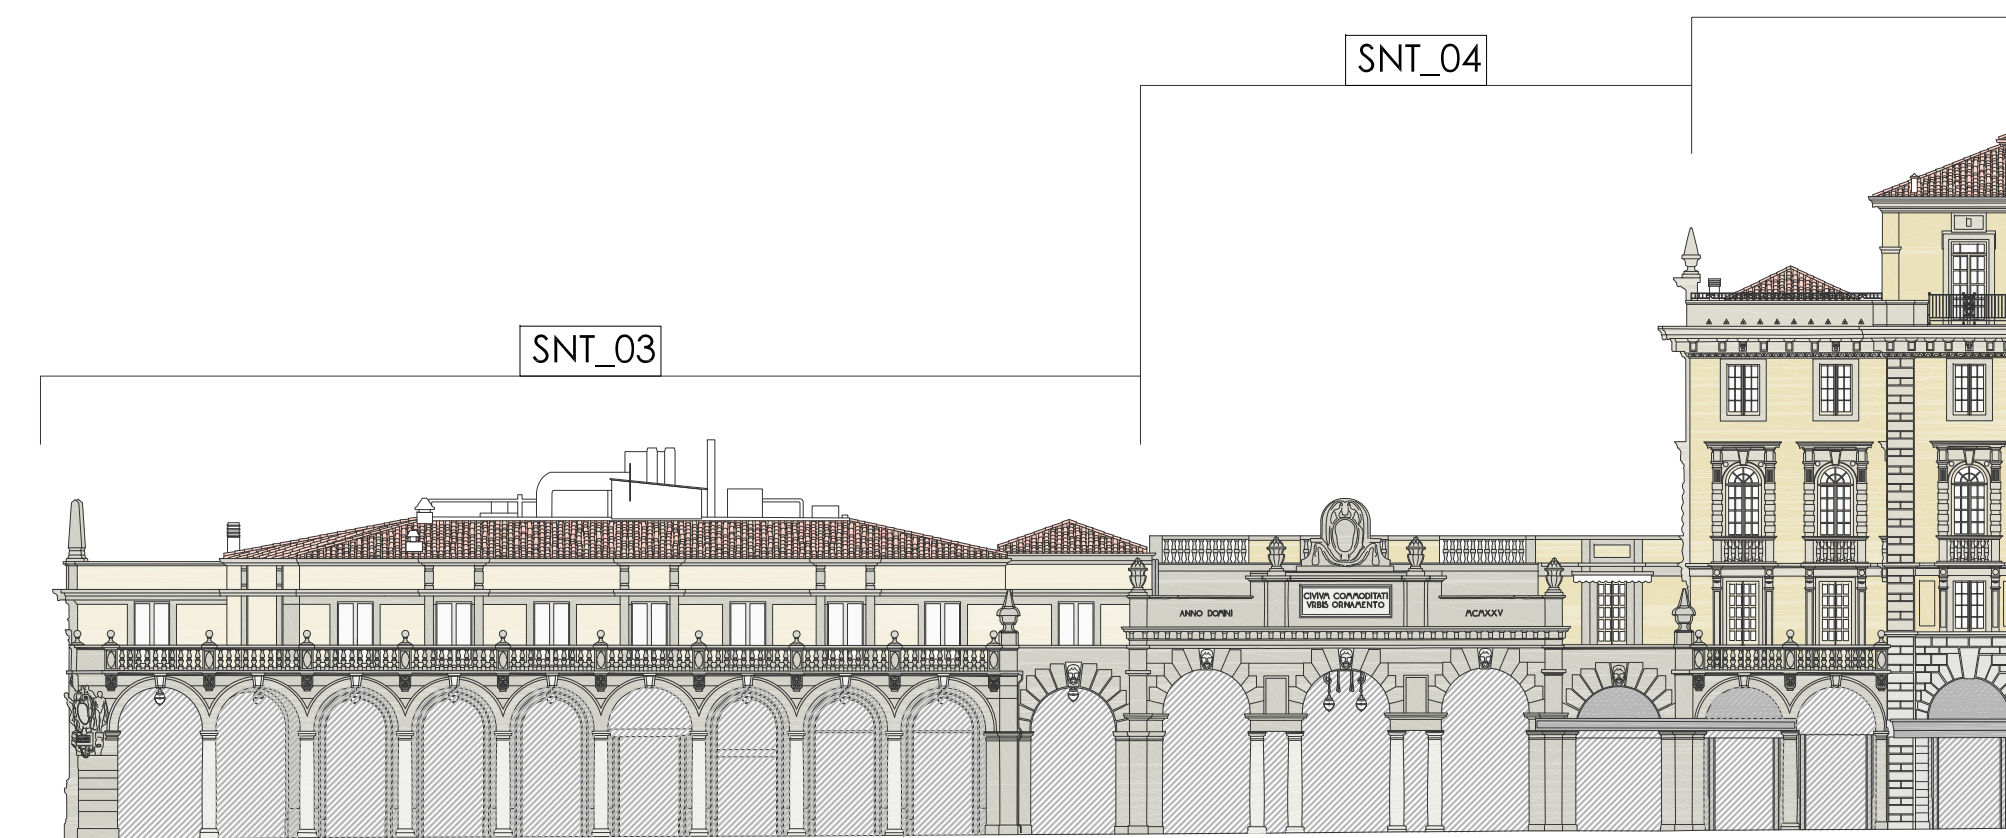 SNT_04
SNT_03
CIVIVM COMMODITATI
VRBIS ORNAMENTO
ANNO DOMINI
MCMXXV